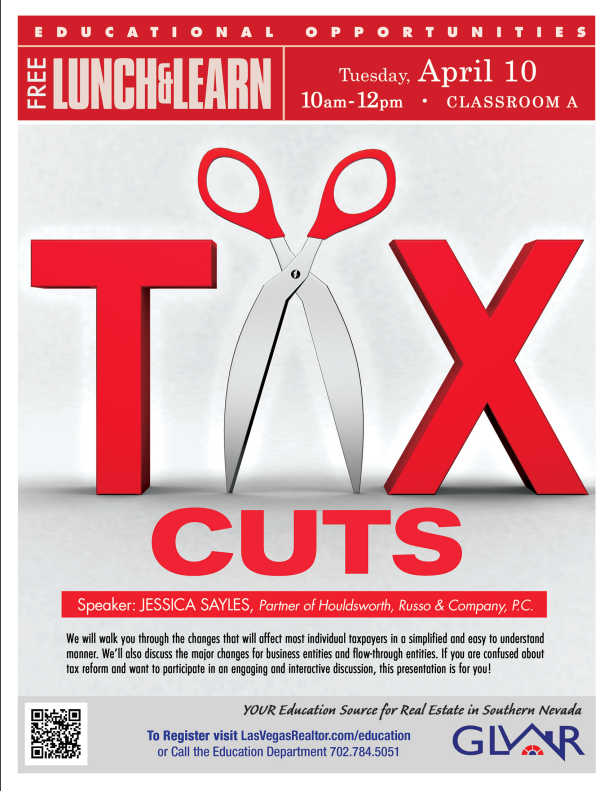 EDUCATIONAL OPPORTUNITIES
FREE LUNCH&LEARN
Tuesday, April 10
10am-12pm • CLASSROOM A
TAX
CUTS
Speaker: JESSICA SAYLES, Partner of Houldsworth, Russo & Company, P.C.
We will walk you through the changes that will affect most individual taxpayers in a simplified and easy to understand
manner. We'll also discuss the major changes for business entities and flow-through entities. If you are confused about
tax reform and want to participate in an engaging and interactive discussion, this presentation is for you!
YOUR Education Source for Real Estate in Southern Nevada
To Register visit LasVegasRealtor.com/education
or Call the Education Department 702.784.5051
GLVAR